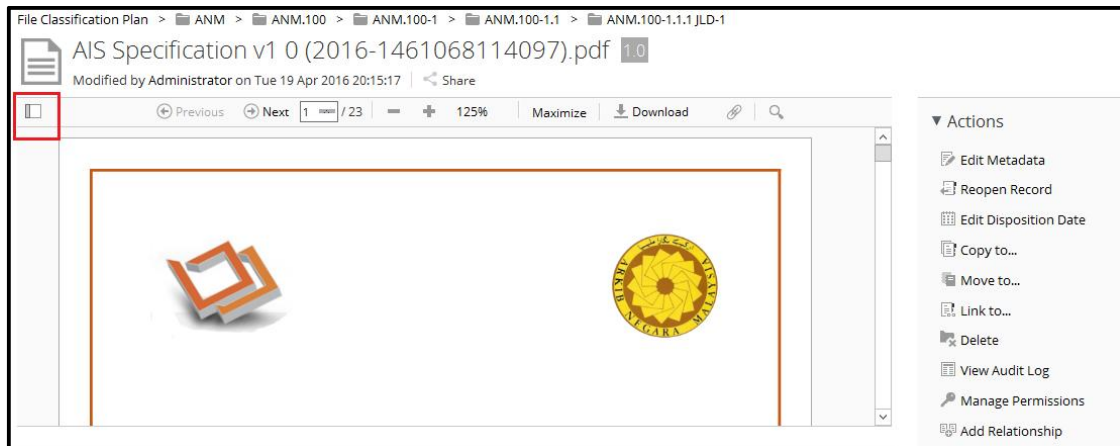 File Classification Plan > ANM > ANM.100 > ANM.100-1 > ANM.100-1.1 > ANM.100-1.1.1 JLD-1
AIS Specification v1 0 (2016-1461068114097).pdf 1.0
Modified by Administrator on Tue 19 Apr 2016 20:15:17 Share
Previous Next 1 / 23 125% Maximize Download
ARKIB NEGARA MALAYSIA
Actions
Edit Metadata
Reopen Record
Edit Disposition Date
Copy to...
Move to...
Link to...
Delete
View Audit Log
Manage Permissions
Add Relationship